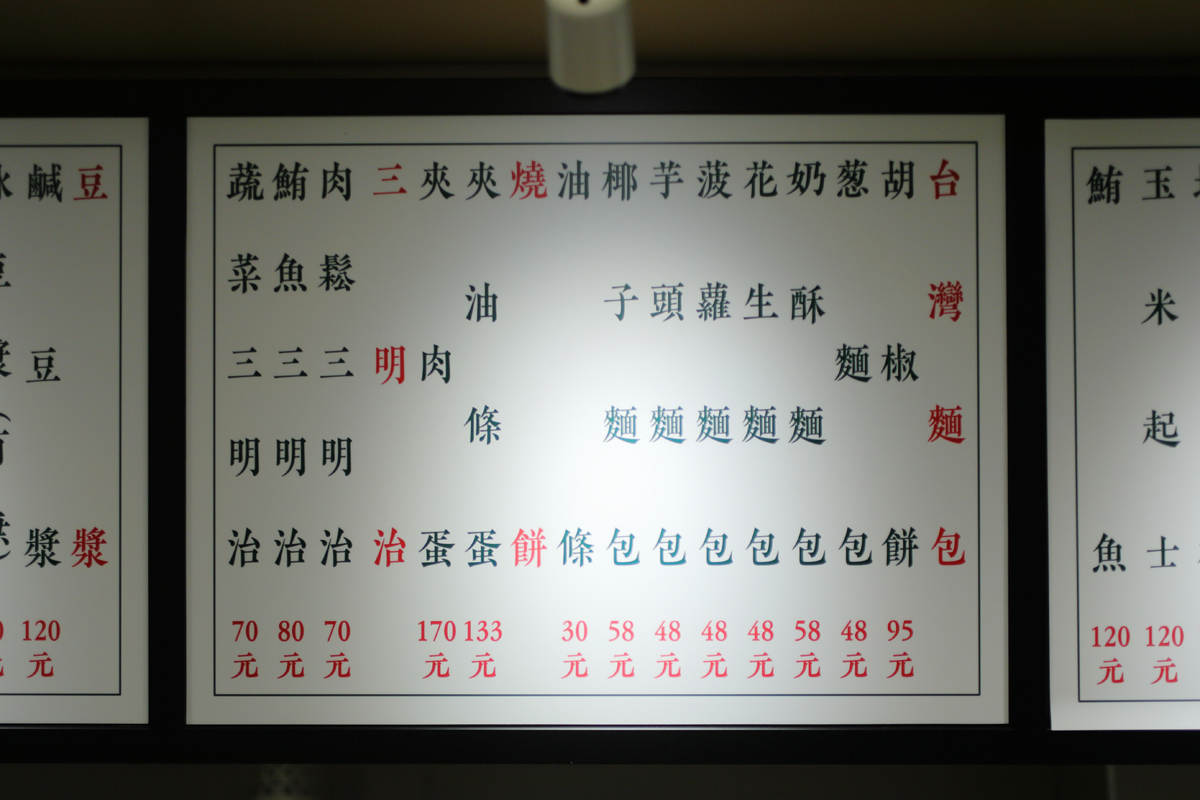 玉米起士120元
鮪魚120元
台灣麵包
胡椒餅95元
葱麵包48元
奶酥麵包58元
花生麵包48元
菠蘿麵包48元
芋頭麵包48元
椰子麵包58元
油條30元
燒餅
夾油條蛋133元
夾肉蛋170元
三明治
肉鬆三明治70元
鮪魚三明治80元
蔬菜三明治70元
豆漿
鹹豆漿120元